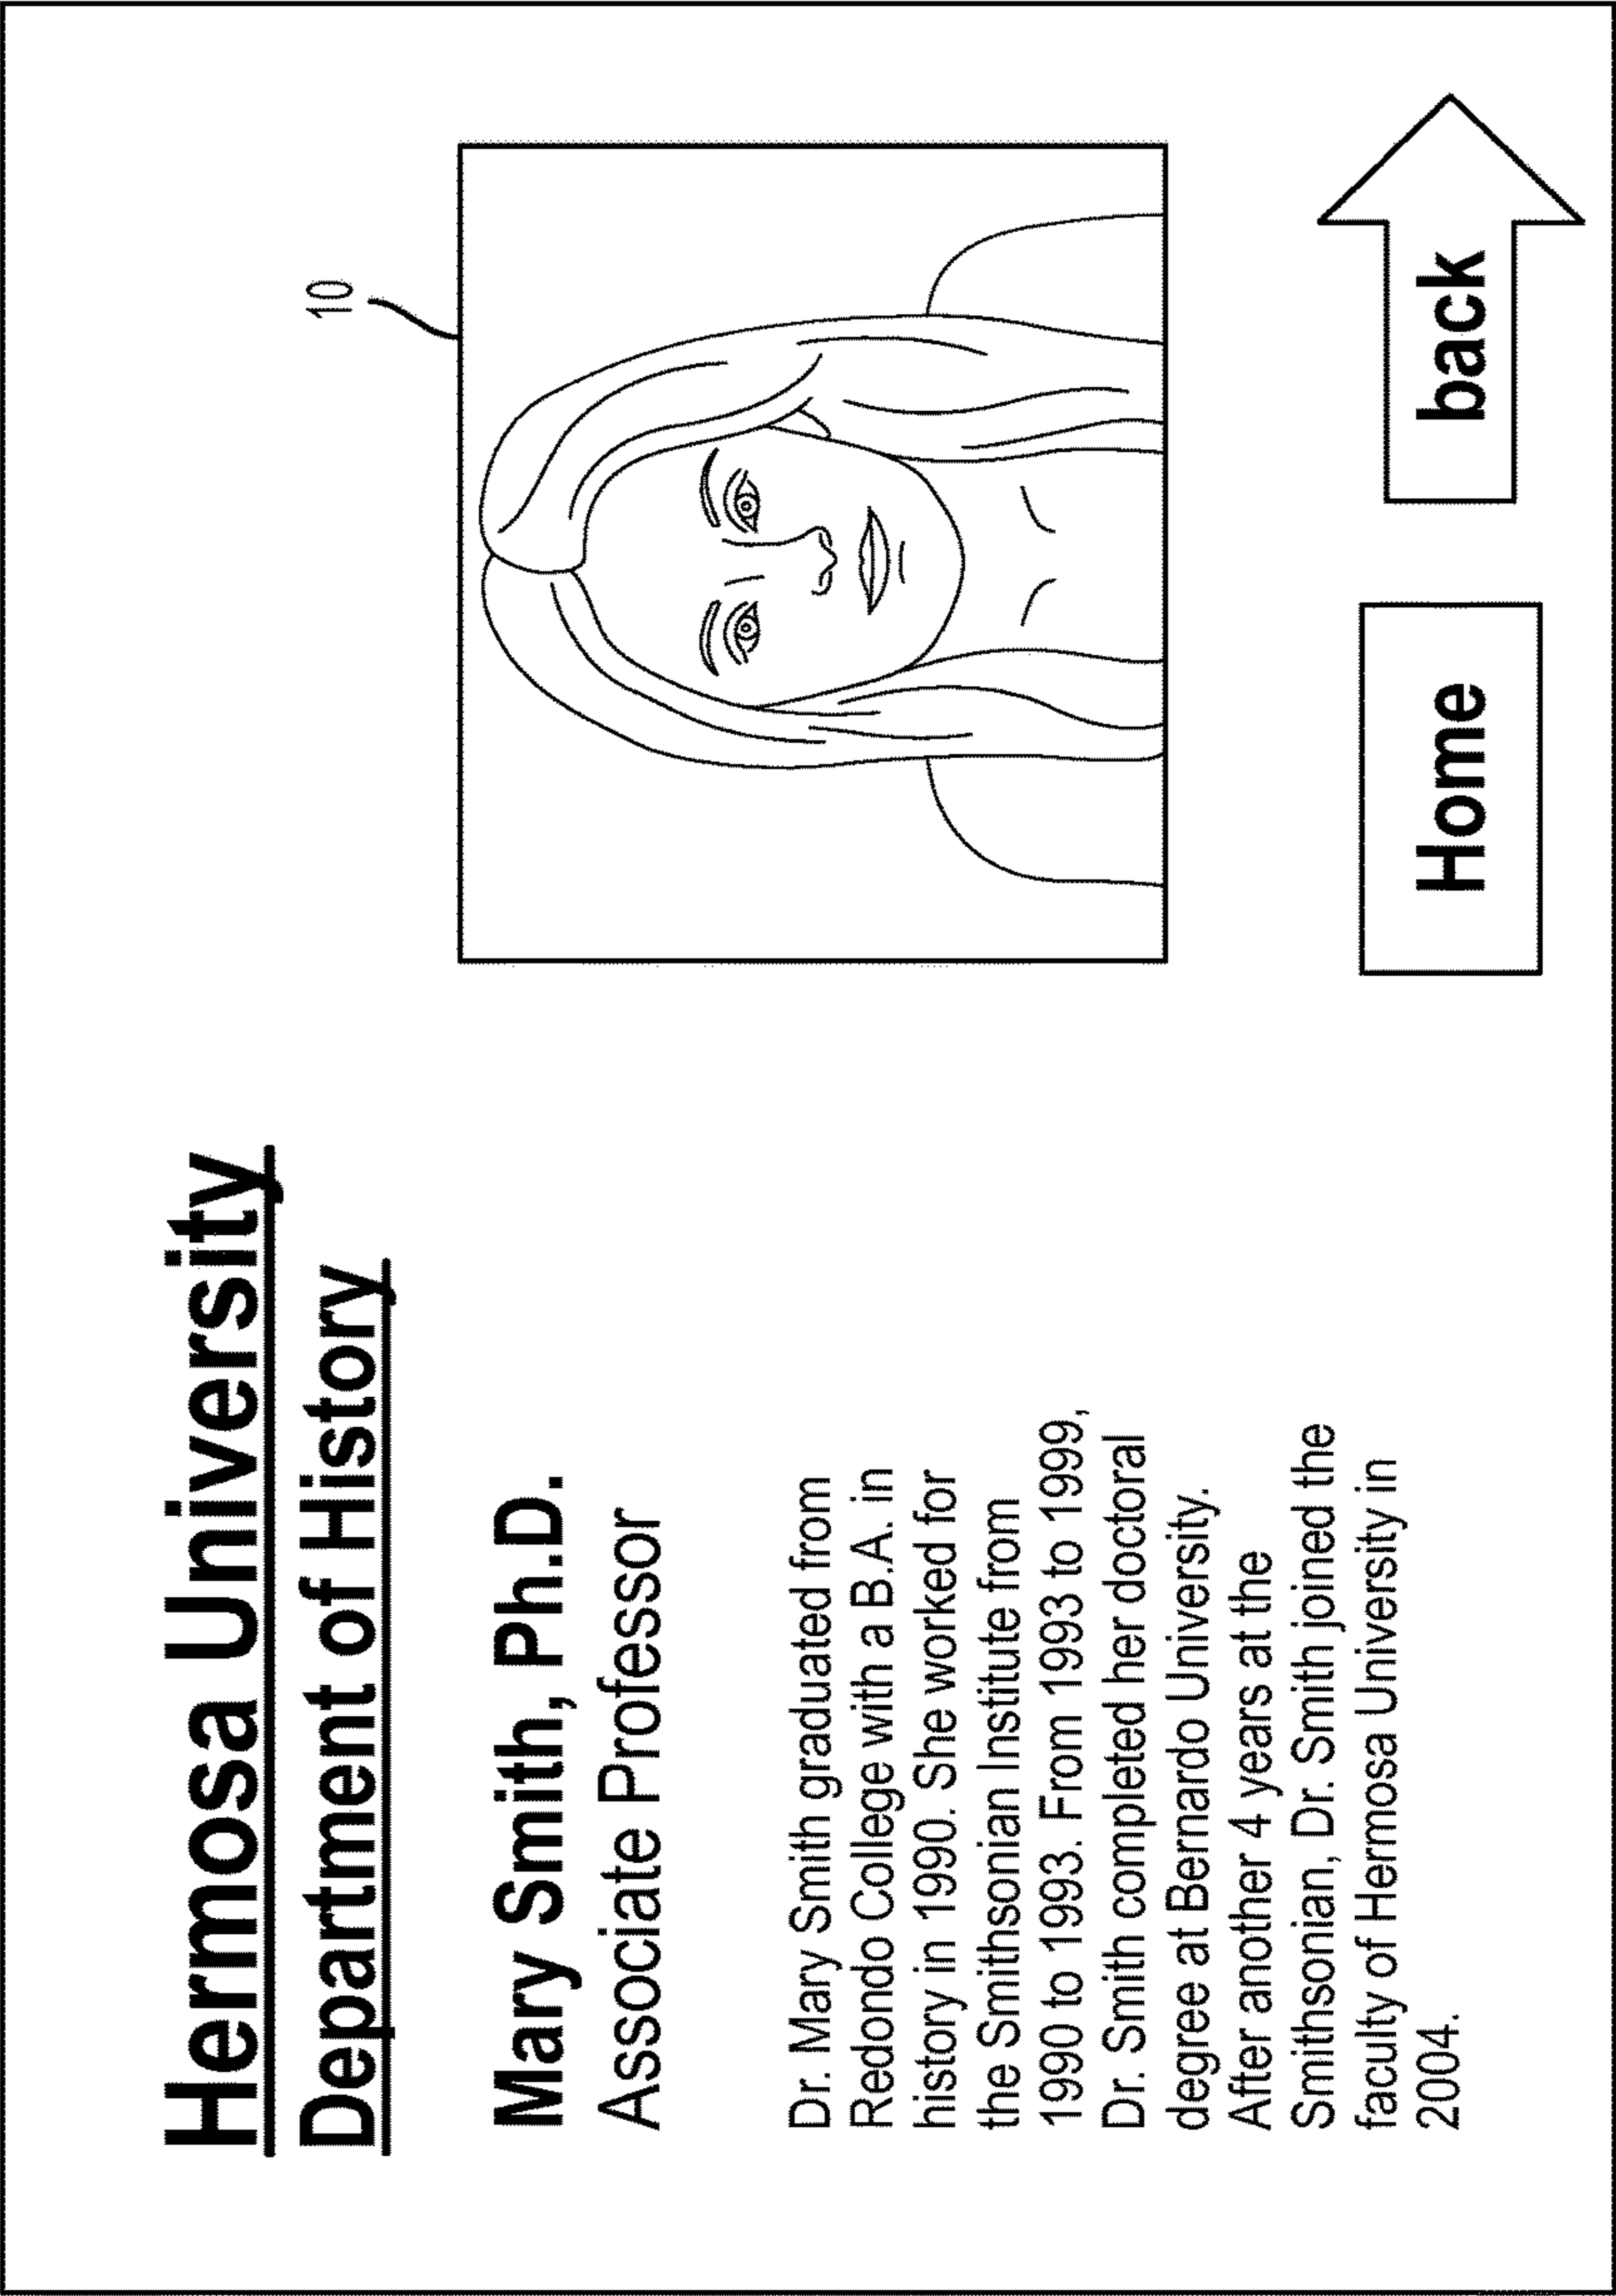 Hermosa University
Department of History
Mary Smith, Ph.D.
Associate Professor
Dr. Mary Smith graduated from
Redondo College with a B.A. in
history in 1990. She worked for
the Smithsonian Institute from
1990 to 1993. From 1993 to 1999,
Dr. Smith completed her doctoral
degree at Bernardo University.
After another 4 years at the
Smithsonian, Dr. Smith joined the
faculty of Hermosa University in
2004.
10
Home
back